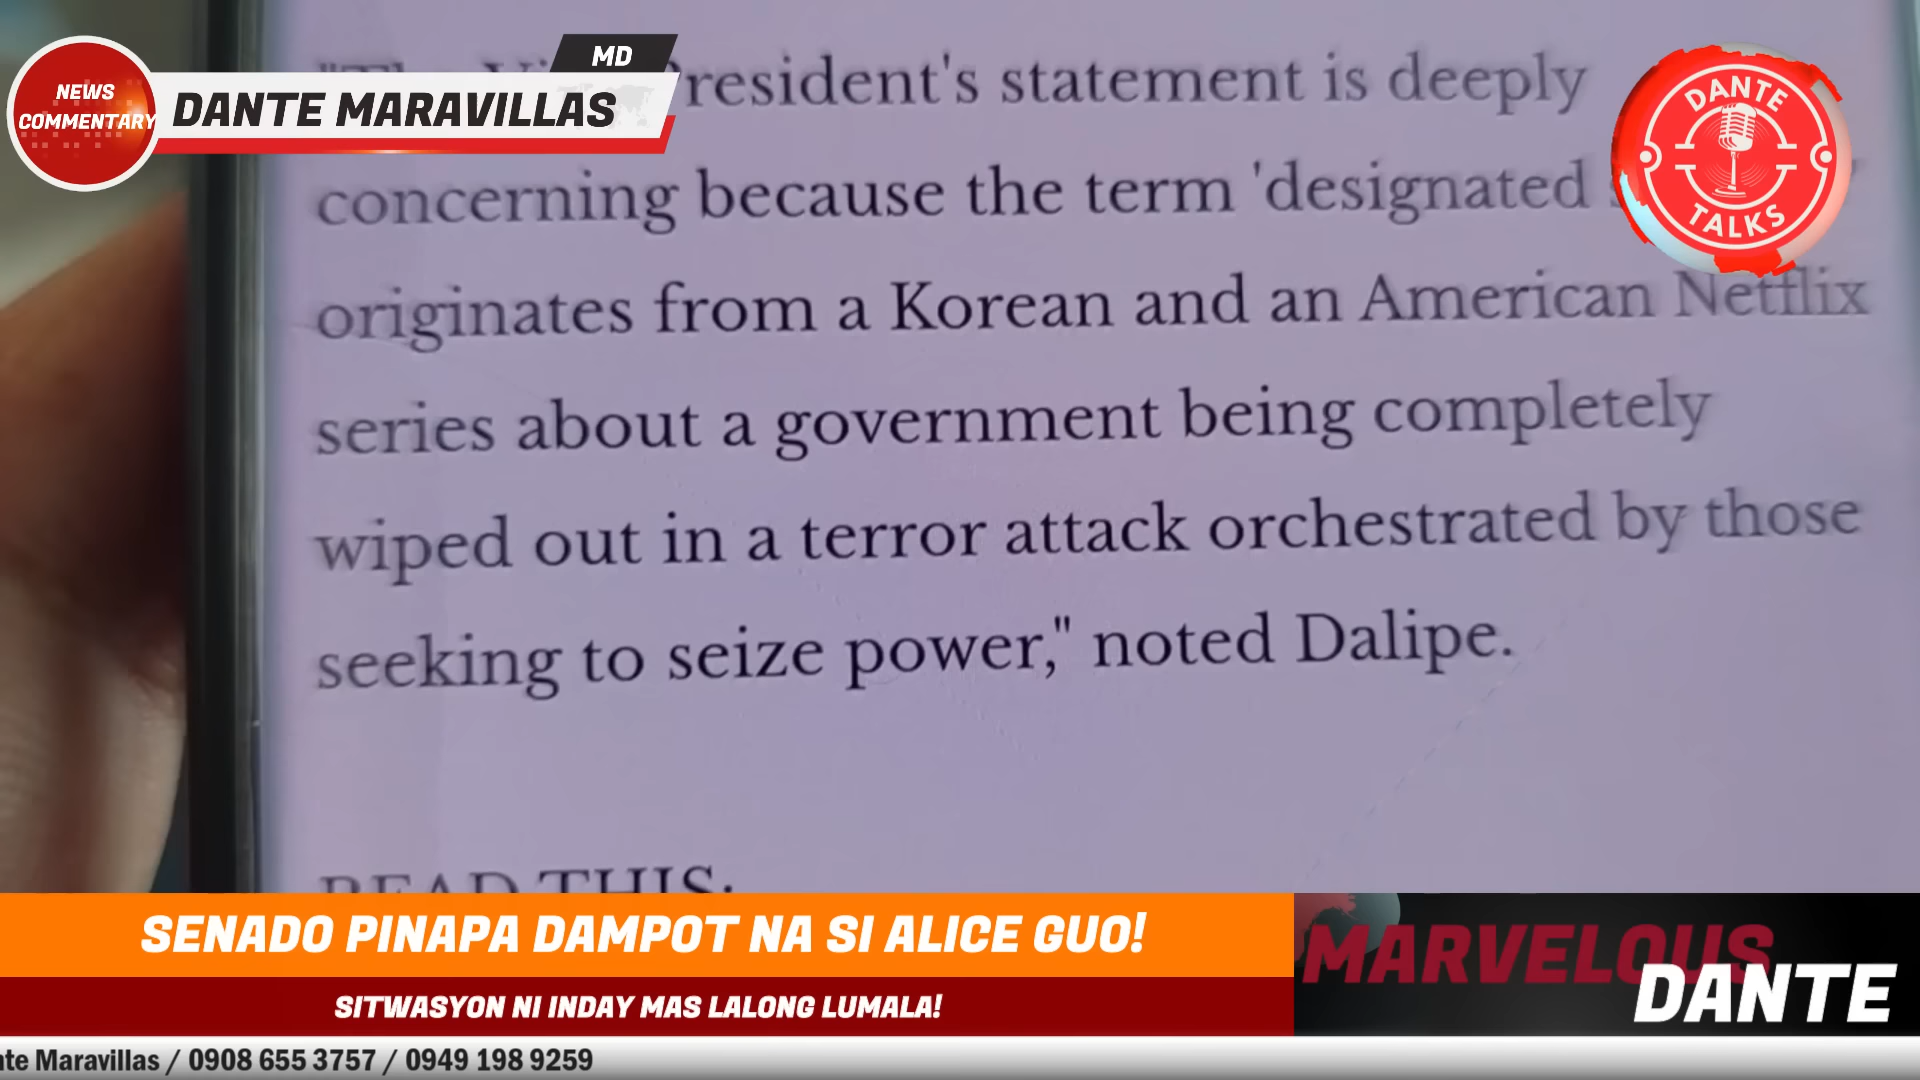 MD
NEWS
COMMENTARY
DANTE MARAVILLAS
DANTE
TALKS
President's statement is deeply
concerning because the term 'designated
originates from a Korean and an American Netflix
series about a government being completely
wiped out in a terror attack orchestrated by those
seeking to seize power," noted Dalipe.
READ THIS:
SENADO PINAPA DAMPOT NA SI ALICE GUO!
SITWASYON NI INDAY MAS LALONG LUMALA!
MARVELOUS
DANTE
Maravillas / 0908 655 3757 / 0949 198 9259